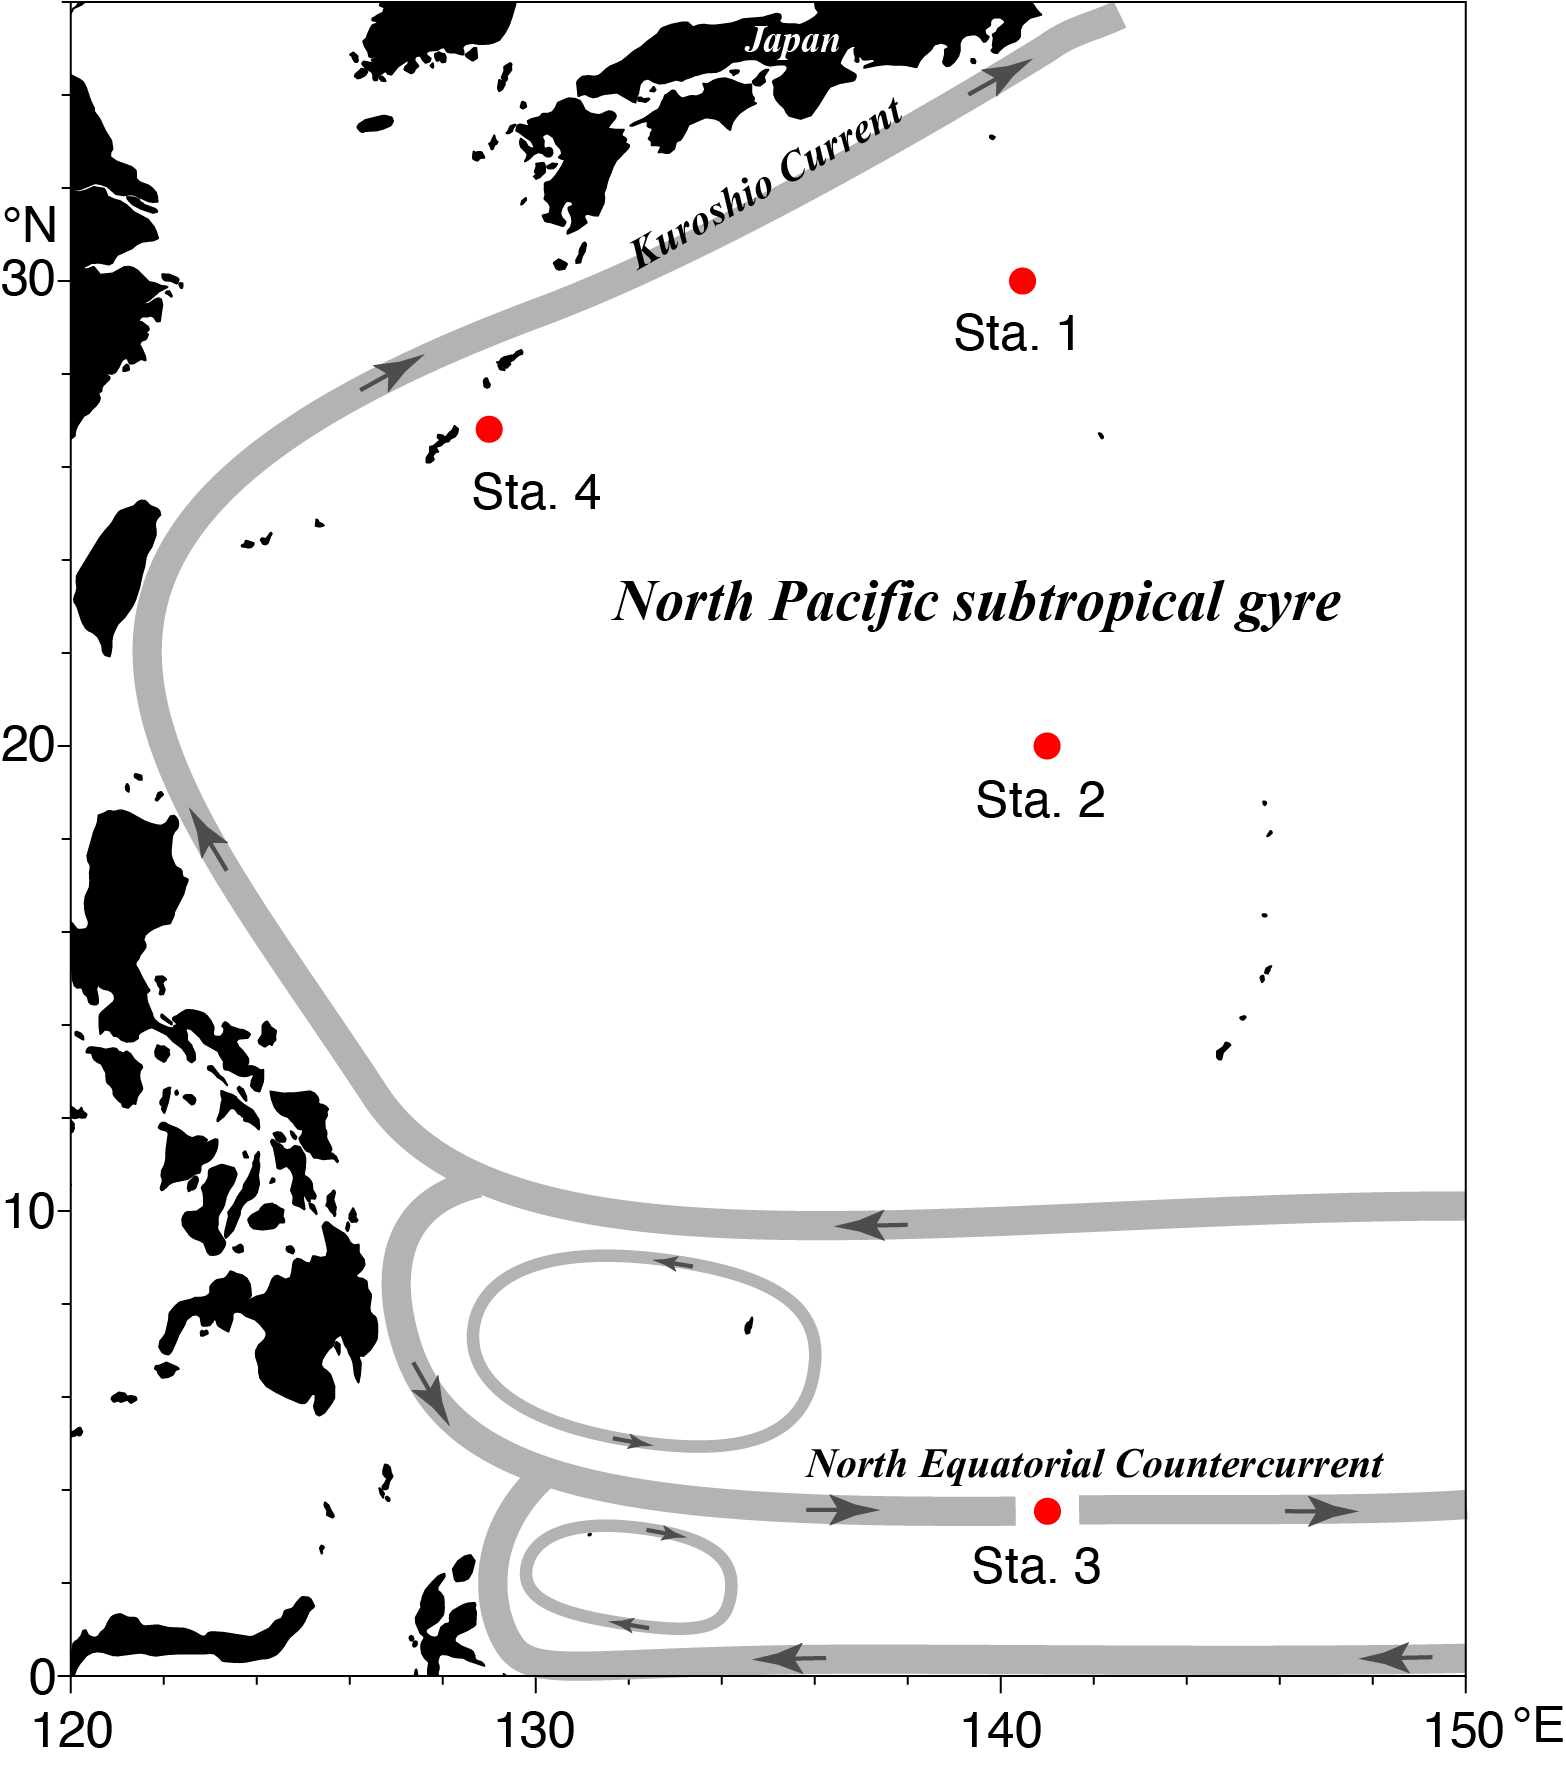 Japan
Kuroshio Current
°N
30
Sta. 1
Sta. 4
North Pacific subtropical gyre
20
Sta. 2
10
North Equatorial Countercurrent
Sta. 3
0
120 130 140 150 °E